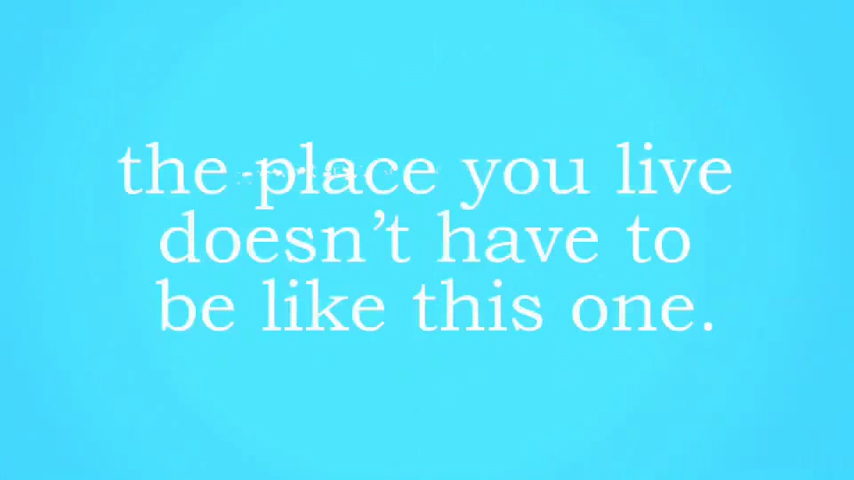 the place you live
doesn’t have to
be like this one.